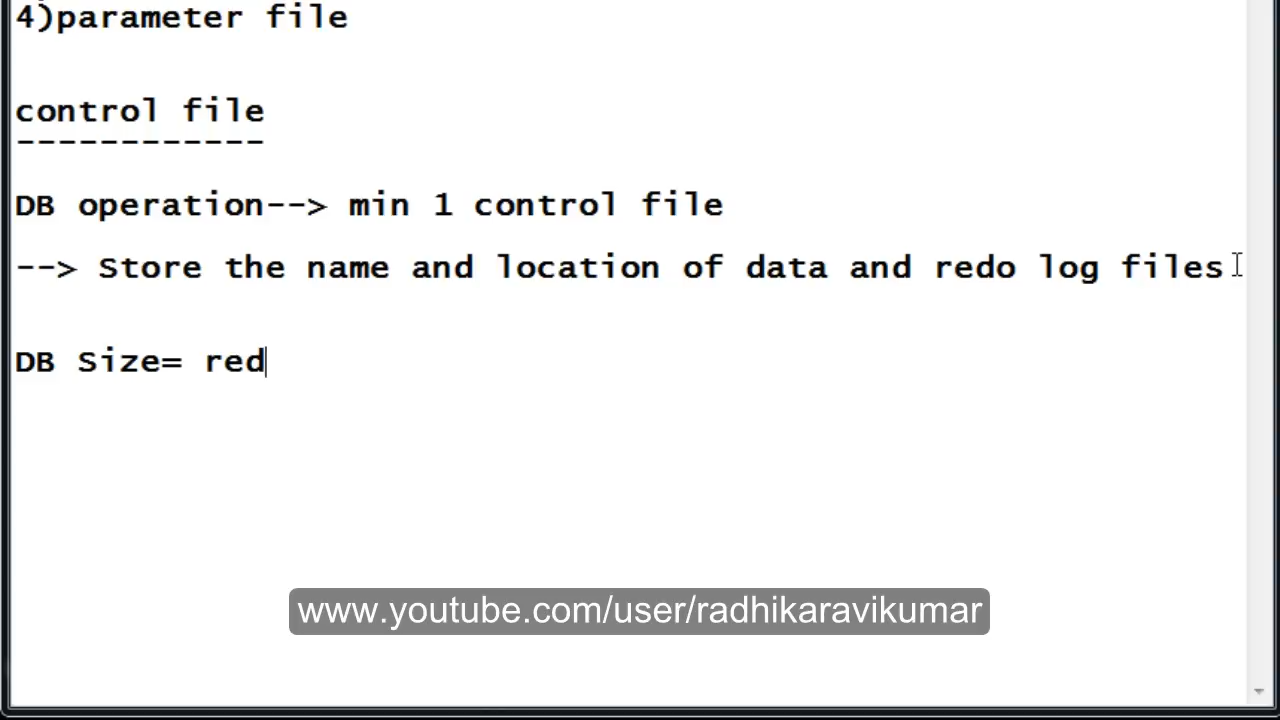 4)parameter file
control file
------------
DB operation--> min 1 control file
--> Store the name and location of data and redo log files
DB Size= red
www.youtube.com/user/radhikaravikumar